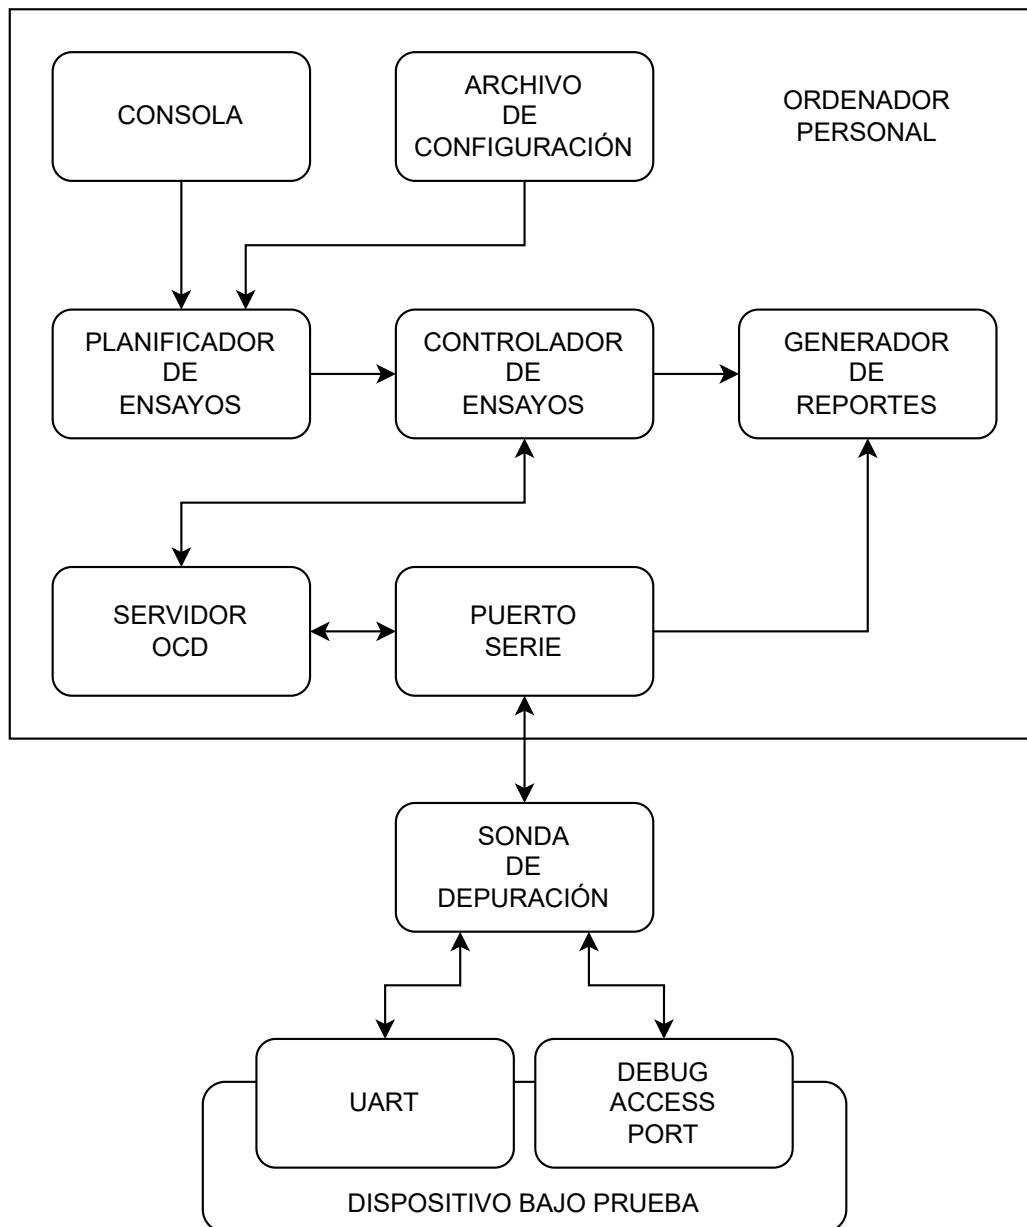 CONSOLA
ARCHIVO
DE
CONFIGURACIÓN
ORDENADOR
PERSONAL
PLANIFICADOR
DE
ENSAYOS
CONTROLADOR
DE
ENSAYOS
GENERADOR
DE
REPORTES
SERVIDOR
OCD
PUERTO
SERIE
SONDA
DE
DEPURACIÓN
UART
DEBUG
ACCESS
PORT
DISPOSITIVO BAJO PRUEBA